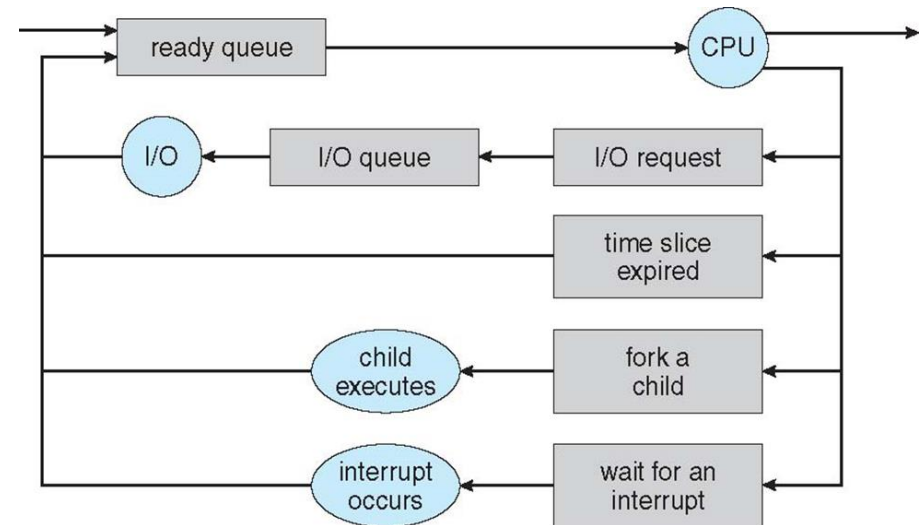 ready queue
CPU
I/O
I/O queue
I/O request
time slice
expired
child
executes
fork a
child
interrupt
occurs
wait for an
interrupt